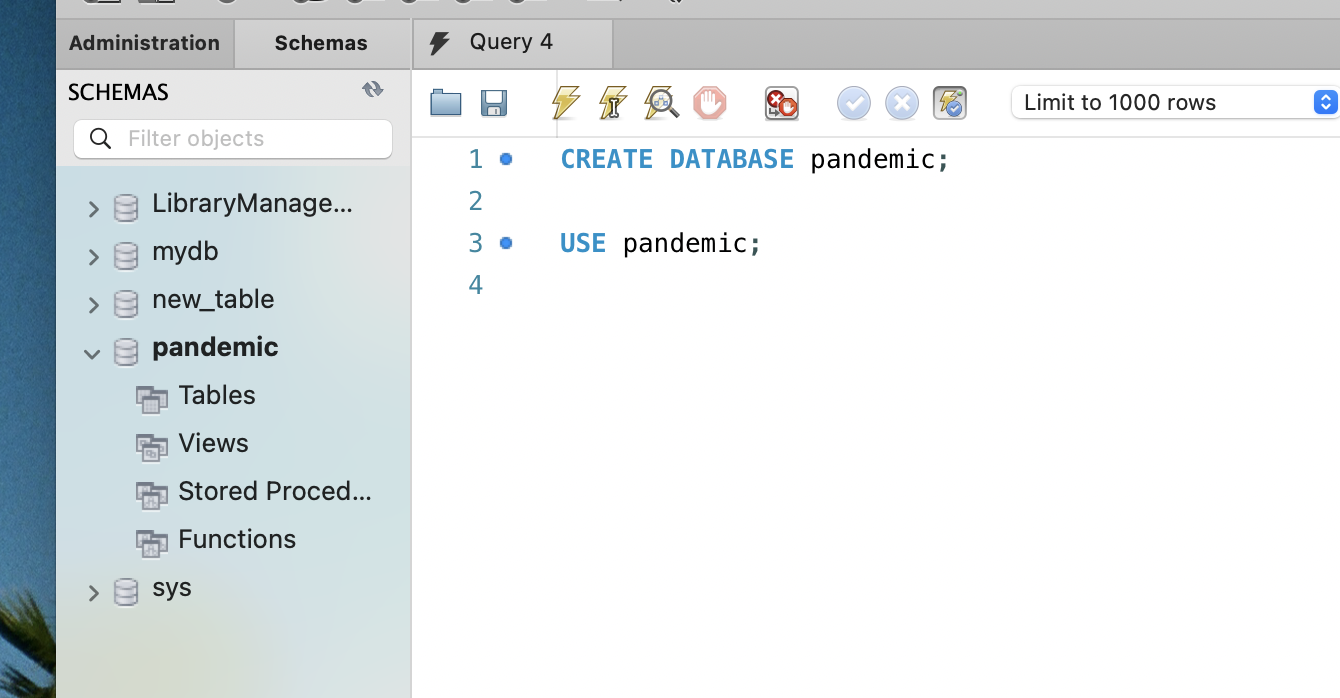 Administration
Schemas
Query 4
SCHEMAS
Filter objects
Limit to 1000 rows
LibraryManage...
mydb
new_table
pandemic
Tables
Views
Stored Proced...
Functions
sys
1 CREATE DATABASE pandemic;
2
3 USE pandemic;
4